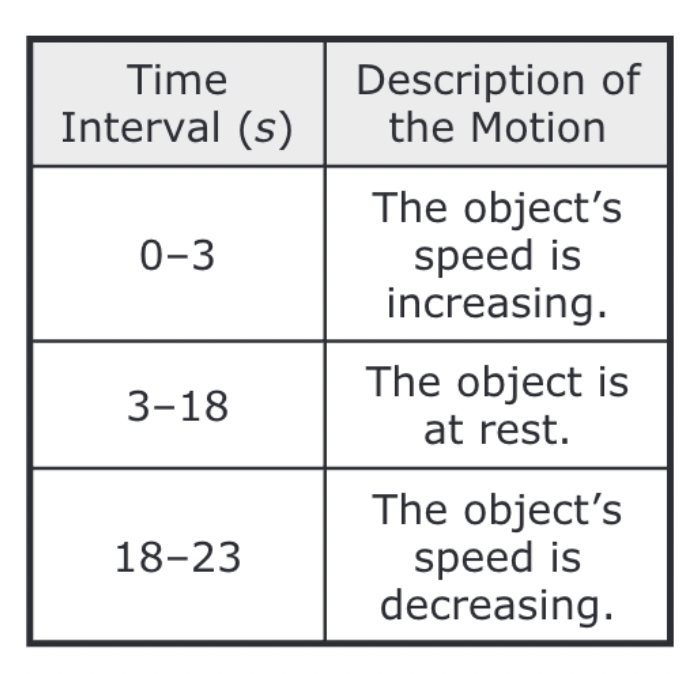 Time
Interval (s)
Description of
the Motion
0–3
The object’s
speed is
increasing.
3–18
The object is
at rest.
18–23
The object’s
speed is
decreasing.